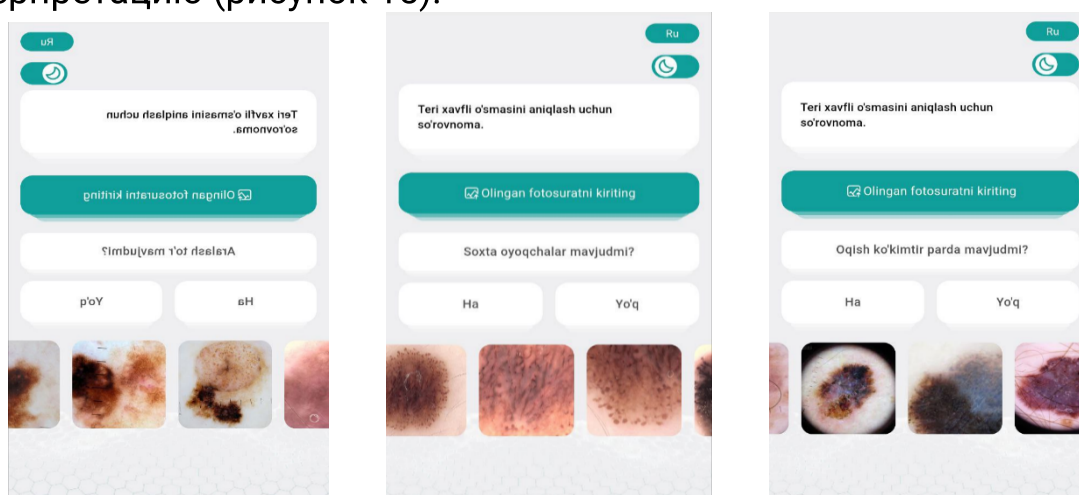 ерпретацию (рисунок
Ru
Teri xavfli o'smasini aniqlash uchun
so'rovnoma.
Olingan fotosuratni kiriting
Aralash to'r mavjudmi?
Yo'q
Ha
Ru
Teri xavfli o'smasini aniqlash uchun
so'rovnoma.
Olingan fotosuratni kiriting
Soxta oyoqchalar mavjudmi?
Ha
Yo'q
Ru
Teri xavfli o'smasini aniqlash uchun
so'rovnoma.
Olingan fotosuratni kiriting
Oqish ko'kimtir parda mavjudmi?
Ha
Yo'q